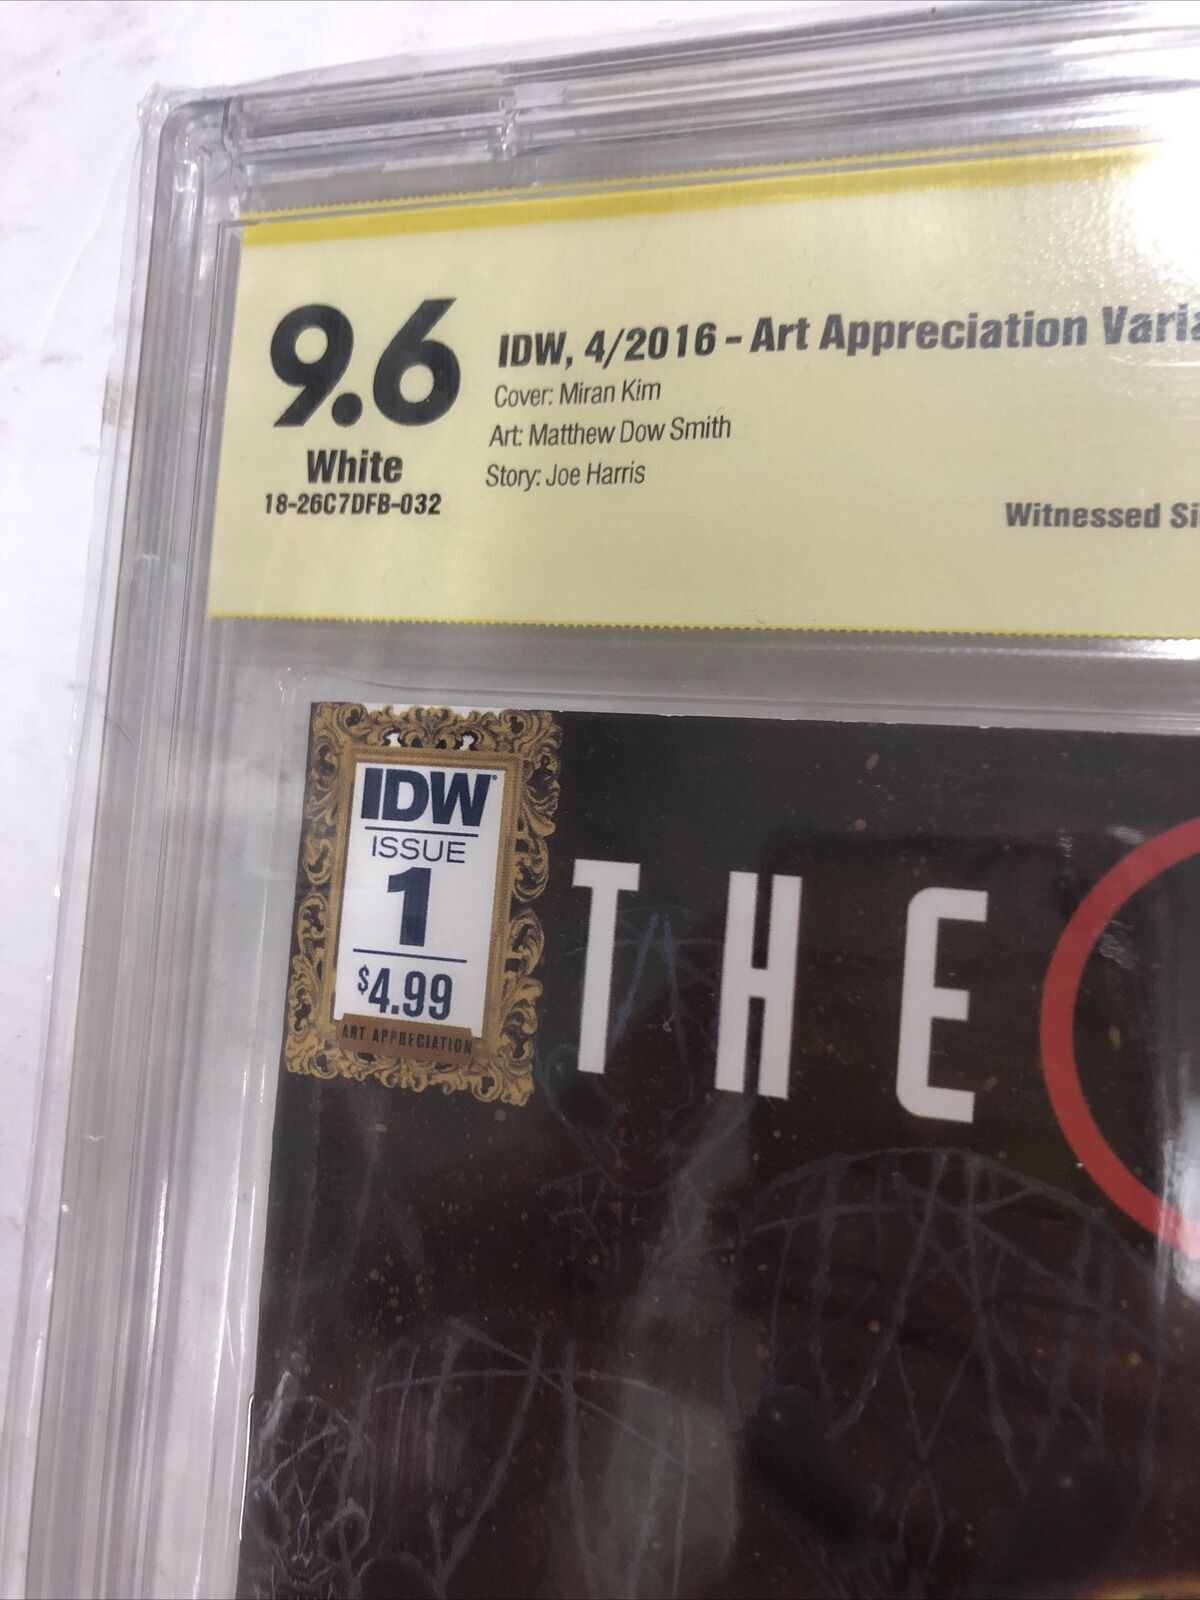 9.6
White
18-26C7DFB-032
IDW, 4/2016 - Art Appreciation Varia
Cover: Miran Kim
Art: Matthew Dow Smith
Story: Joe Harris
Witnessed Si
IDW
ISSUE
1
$4.99
ART APPRECIATION
THE